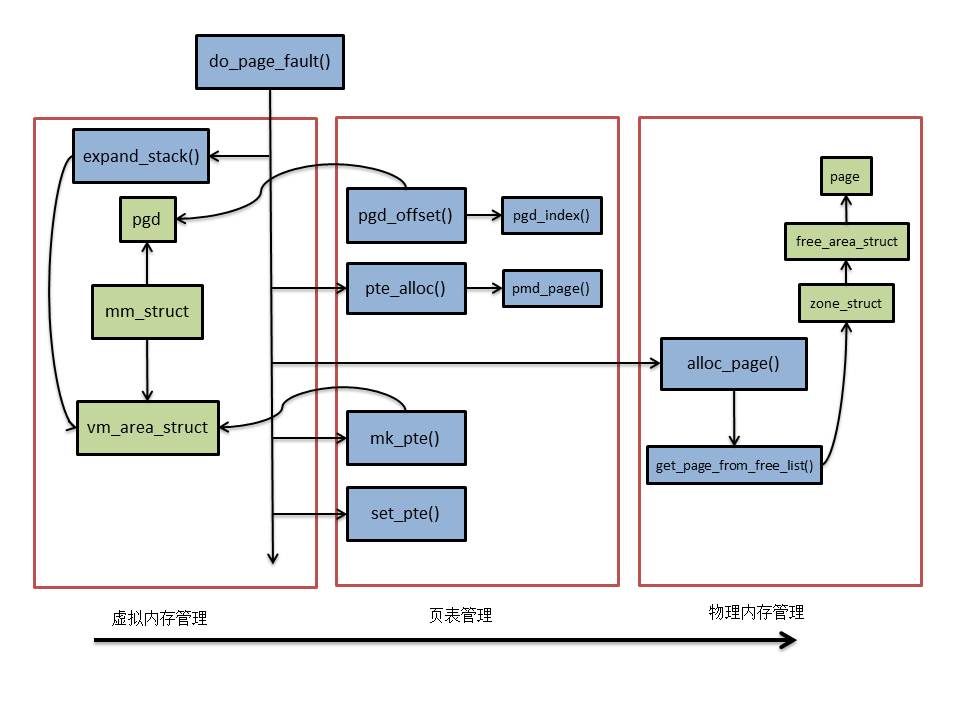 do_page_fault()
expand_stack()
pgd
mm_struct
vm_area_struct
pgd_offset()
pgd_index()
pte_alloc()
pmd_page()
mk_pte()
set_pte()
page
free_area_struct
zone_struct
alloc_page()
get_page_from_free_list()
虚拟内存管理
页表管理
物理内存管理